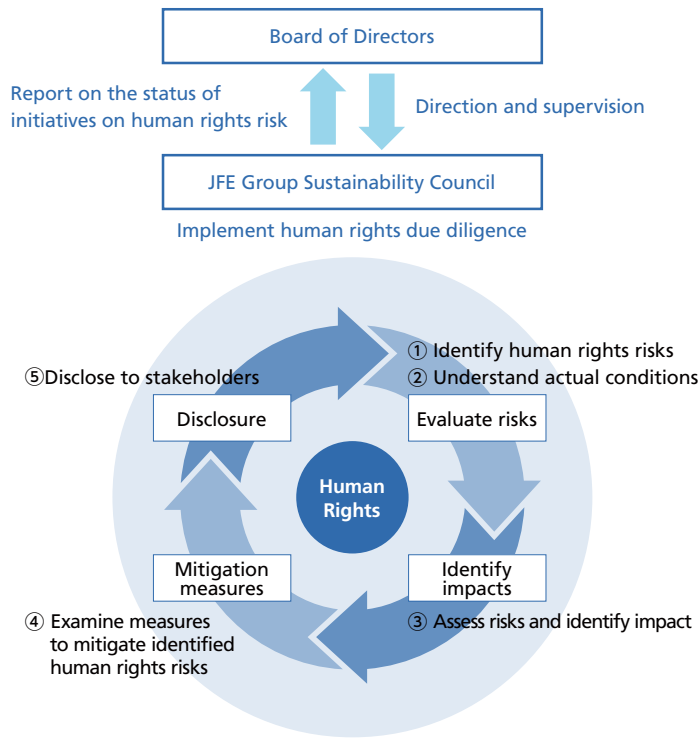 Board of Directors
Report on the status of
initiatives on human rights risk
Direction and supervision
JFE Group Sustainability Council
Implement human rights due diligence
① Identify human rights risks
② Understand actual conditions
⑤Disclose to stakeholders
Disclosure
Evaluate risks
Human
Rights
Mitigation
measures
Identify
impacts
③ Assess risks and identify impact
④ Examine measures
to mitigate identified
human rights risks